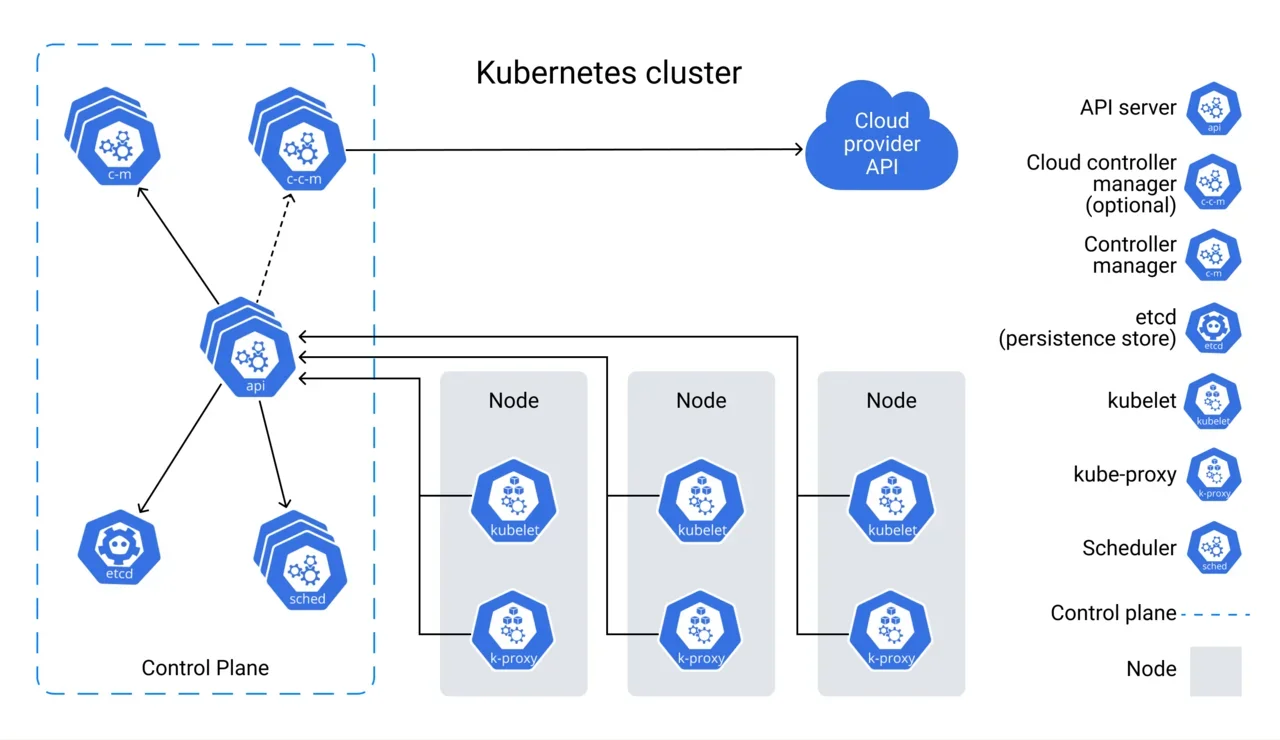 Kubernetes cluster
c-m
c-c-m
Cloud
provider
API
api
etcd
sched
Control Plane
Node
kubelet
k-proxy
Node
kubelet
k-proxy
Node
kubelet
k-proxy
API server
api
Cloud controller
manager
(optional)
c-c-m
Controller
manager
c-m
etcd
(persistence store)
etcd
kubelet
kubelet
kube-proxy
k-proxy
Scheduler
sched
Control plane
Node